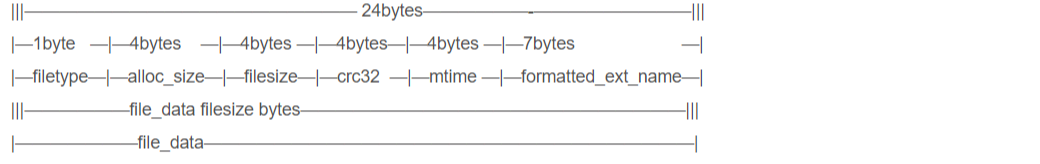 |||—————————————————— 24bytes———————————————|||
|—1byte —|—4bytes —|—4bytes —|—4bytes—|—4bytes —|—7bytes —|
|—filetype—|—alloc_size—|—filesize—|—crc32 —|—mtime —|—formatted_ext_name—|
|||——————file_data filesize bytes——————————————————————|||
|———————file_data———————————————————————————|